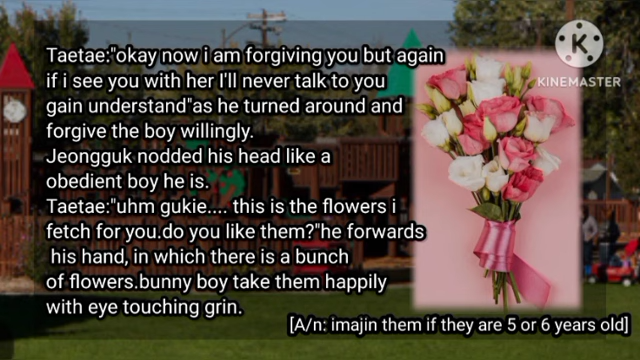 Taetae:"okay now i am forgiving you but again
if i see you with her I'll never talk to you
gain understand"as he turned around and
forgive the boy willingly.
Jeongguk nodded his head like a
obedient boy he is.
Taetae:"uhm gukie.... this is the flowers i
fetch for you.do you like them?"he forwards
his hand, in which there is a bunch
of flowers.bunny boy take them happily
with eye touching grin.
[A/n: imajin them if they are 5 or 6 years old]
K
KINEMASTER